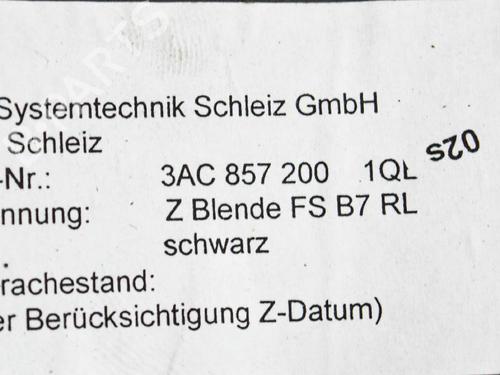 Systemtechnik Schleiz GmbH
Schleiz
-Nr.: 3AC 857 200 1QL
nnung: Z Blende FS B7 RL
schwarz
rachestand:
er Berücksichtigung Z-Datum)
02s